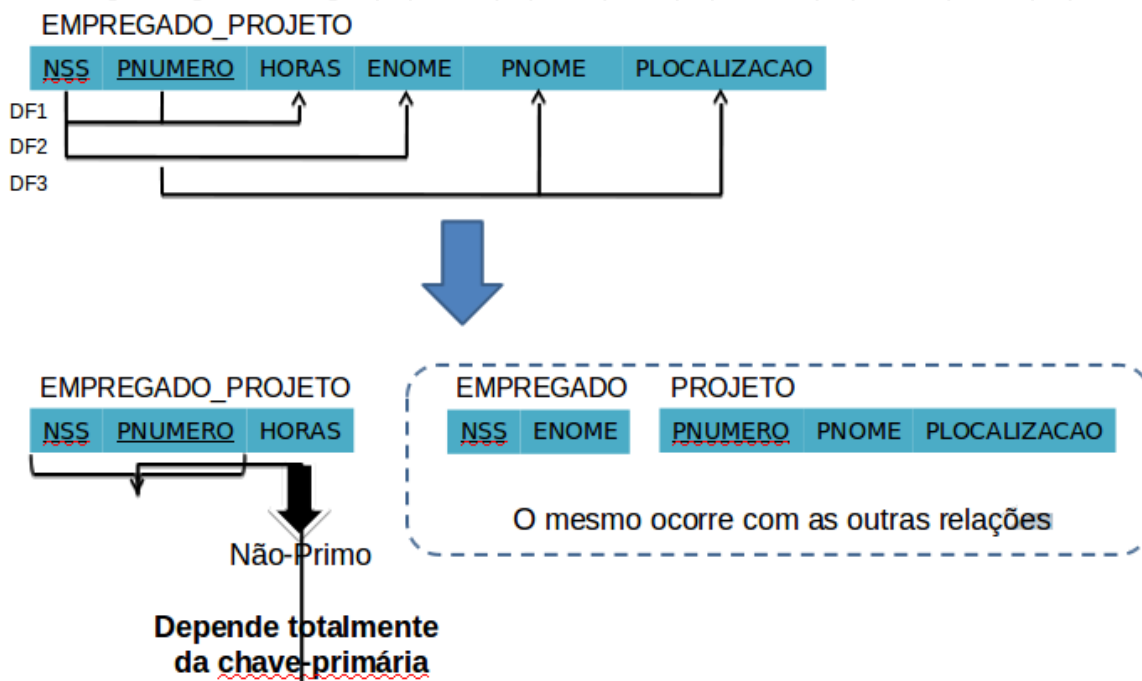 EMPREGADO_PROJETO
NSS PNUMERO HORAS ENOME PNOME PLOCALIZACAO
DF1
DF2
DF3
EMPREGADO_PROJETO
NSS PNUMERO HORAS
EMPREGADO
NSS ENOME
PROJETO
PNUMERO PNOME PLOCALIZACAO
O mesmo ocorre com as outras relações
Não-Primo
Depende totalmente
da chave-primária